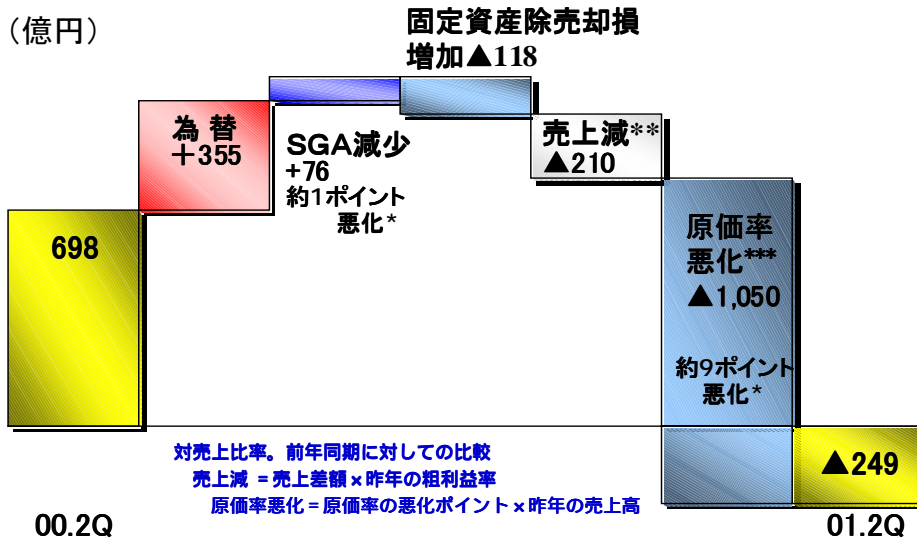 (億円)
固定資産除売却損
増加▲118
為替
+355
SGA減少
+76
約1ポイント
悪化*
売上減**
▲210
698
原価率
悪化***
▲1,050
約9ポイント
悪化*
▲249
対売上比率。前年同期に対しての比較
売上減 =売上差額×昨年の粗利益率
原価率悪化=原価率の悪化ポイント×昨年の売上高
00.2Q
01.2Q